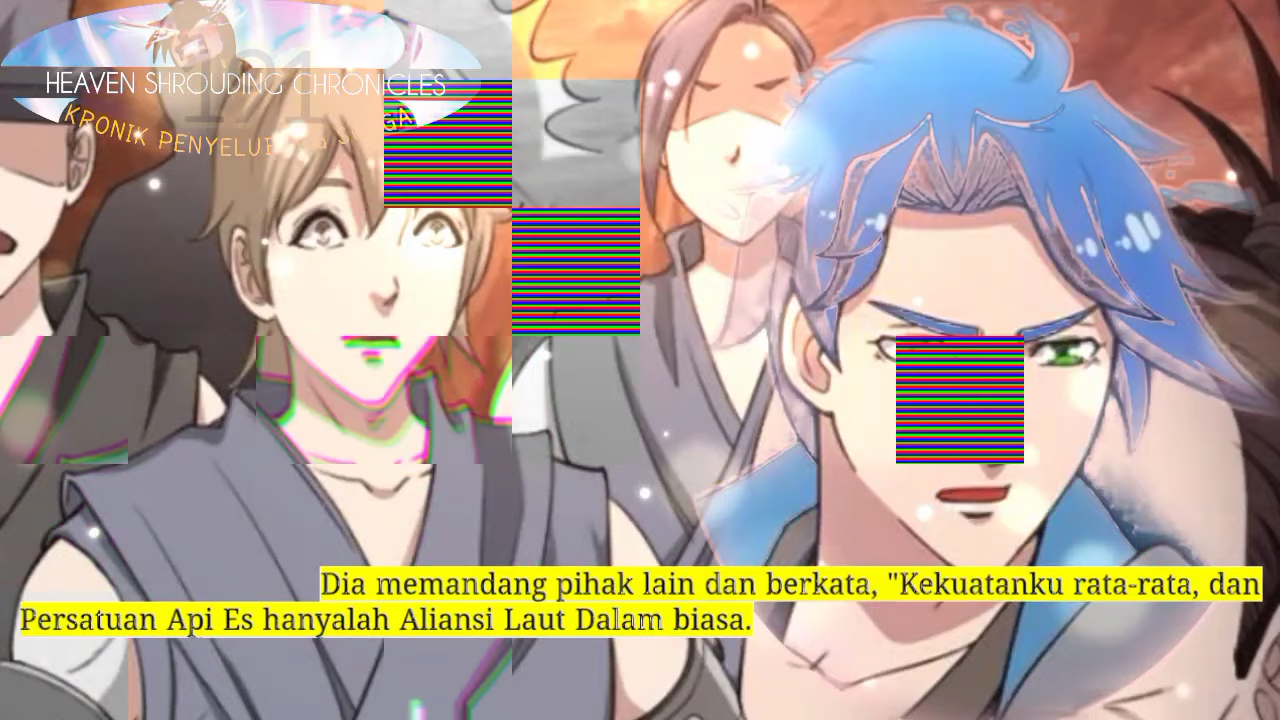 191
HEAVEN SHROUDING CHRONICLES
KRONIK
Dia memandang pihak lain dan berkata, "Kekuatanku rata-rata, dan
Persatuan Api Es hanyalah Aliansi Laut Dalam biasa.